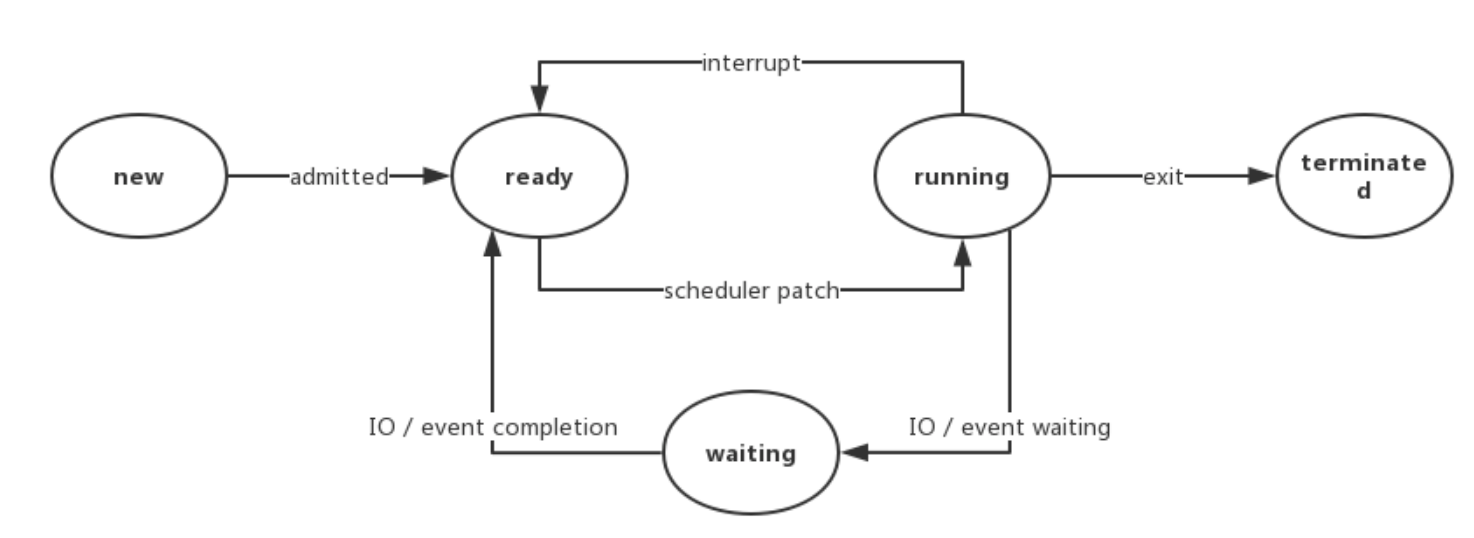 interrupt
new
admitted
ready
running
exit
terminate
d
scheduler patch
IO / event completion
IO / event waiting
waiting